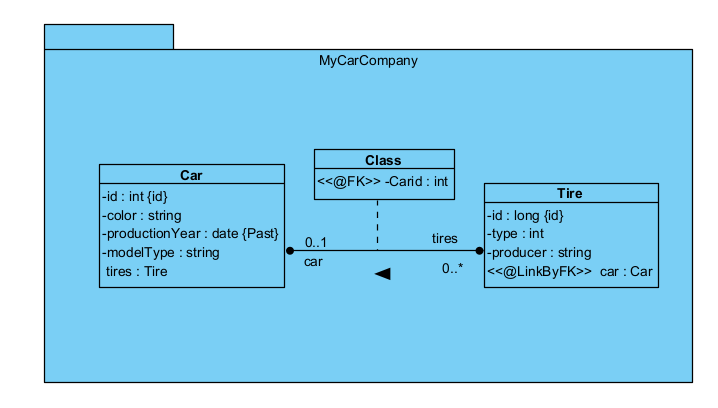 MyCarCompany
Class
<<@FK>> -Carid : int
Car
-id : int {id}
-color : string
-productionYear : date {Past}
-modelType : string
tires : Tire
0..1
car
tires
0..*
Tire
-id : long {id}
-type : int
-producer : string
<<@LinkByFK>> car : Car